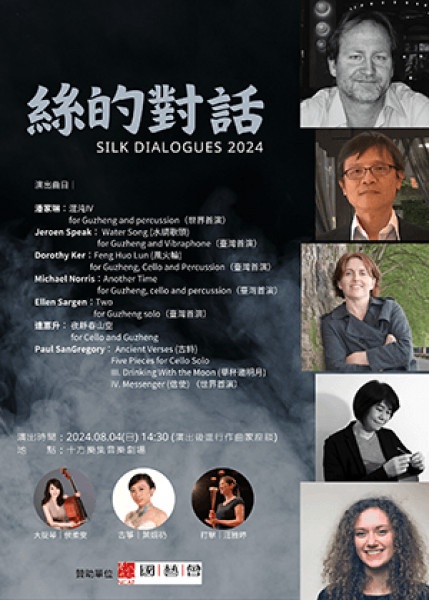 絲的對話
SILK DIALOGUES 2024
演出曲目|
潘家琳：混沌IV
for Guzheng and percussion（世界首演）
Jeroen Speak： Water Song (水調歌頭)
for Guzheng and Vibraphone（臺灣首演）
Dorothy Ker：Feng Huo Lun (風火輪)
for Guzheng, Cello and Percussion（臺灣首演）
Michael Norris：Another Time
for Guzheng, cello and percussion（臺灣首演）
Ellen Sargen：Two
for Guzheng solo（臺灣首演）
連憲升： 夜靜春山空
for Cello and Guzheng
Paul SanGregory： Ancient Verses (古詩)
Five Pieces for Cello Solo
III. Drinking With the Moon (舉杯邀明月)
IV. Messenger (信使) （世界首演）
演出時間：2024.08.04(日) 14:30 (演出後進行作曲家座談)
地 點：十方樂集音樂劇場
大提琴|
古箏|
打擊|
贊助單位
國|藝|會